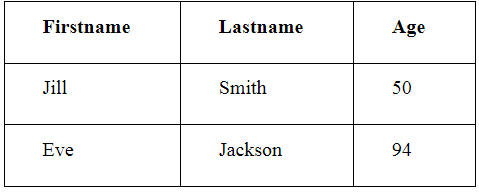 Firstname Lastname Age
Jill Smith 50
Eve Jackson 94